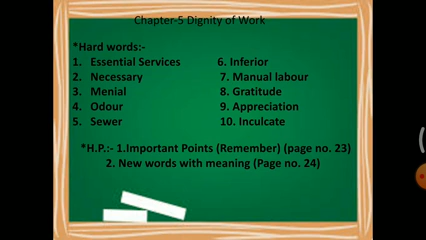 Chapter-5 Dignity of Work
*Hard words:-
1. Essential Services 6. Inferior
2. Necessary 7. Manual labour
3. Menial 8. Gratitude
4. Odour 9. Appreciation
5. Sewer 10. Inculcate
*H.P.:- 1.Important Points (Remember) (page no. 23)
2. New words with meaning (Page no. 24)